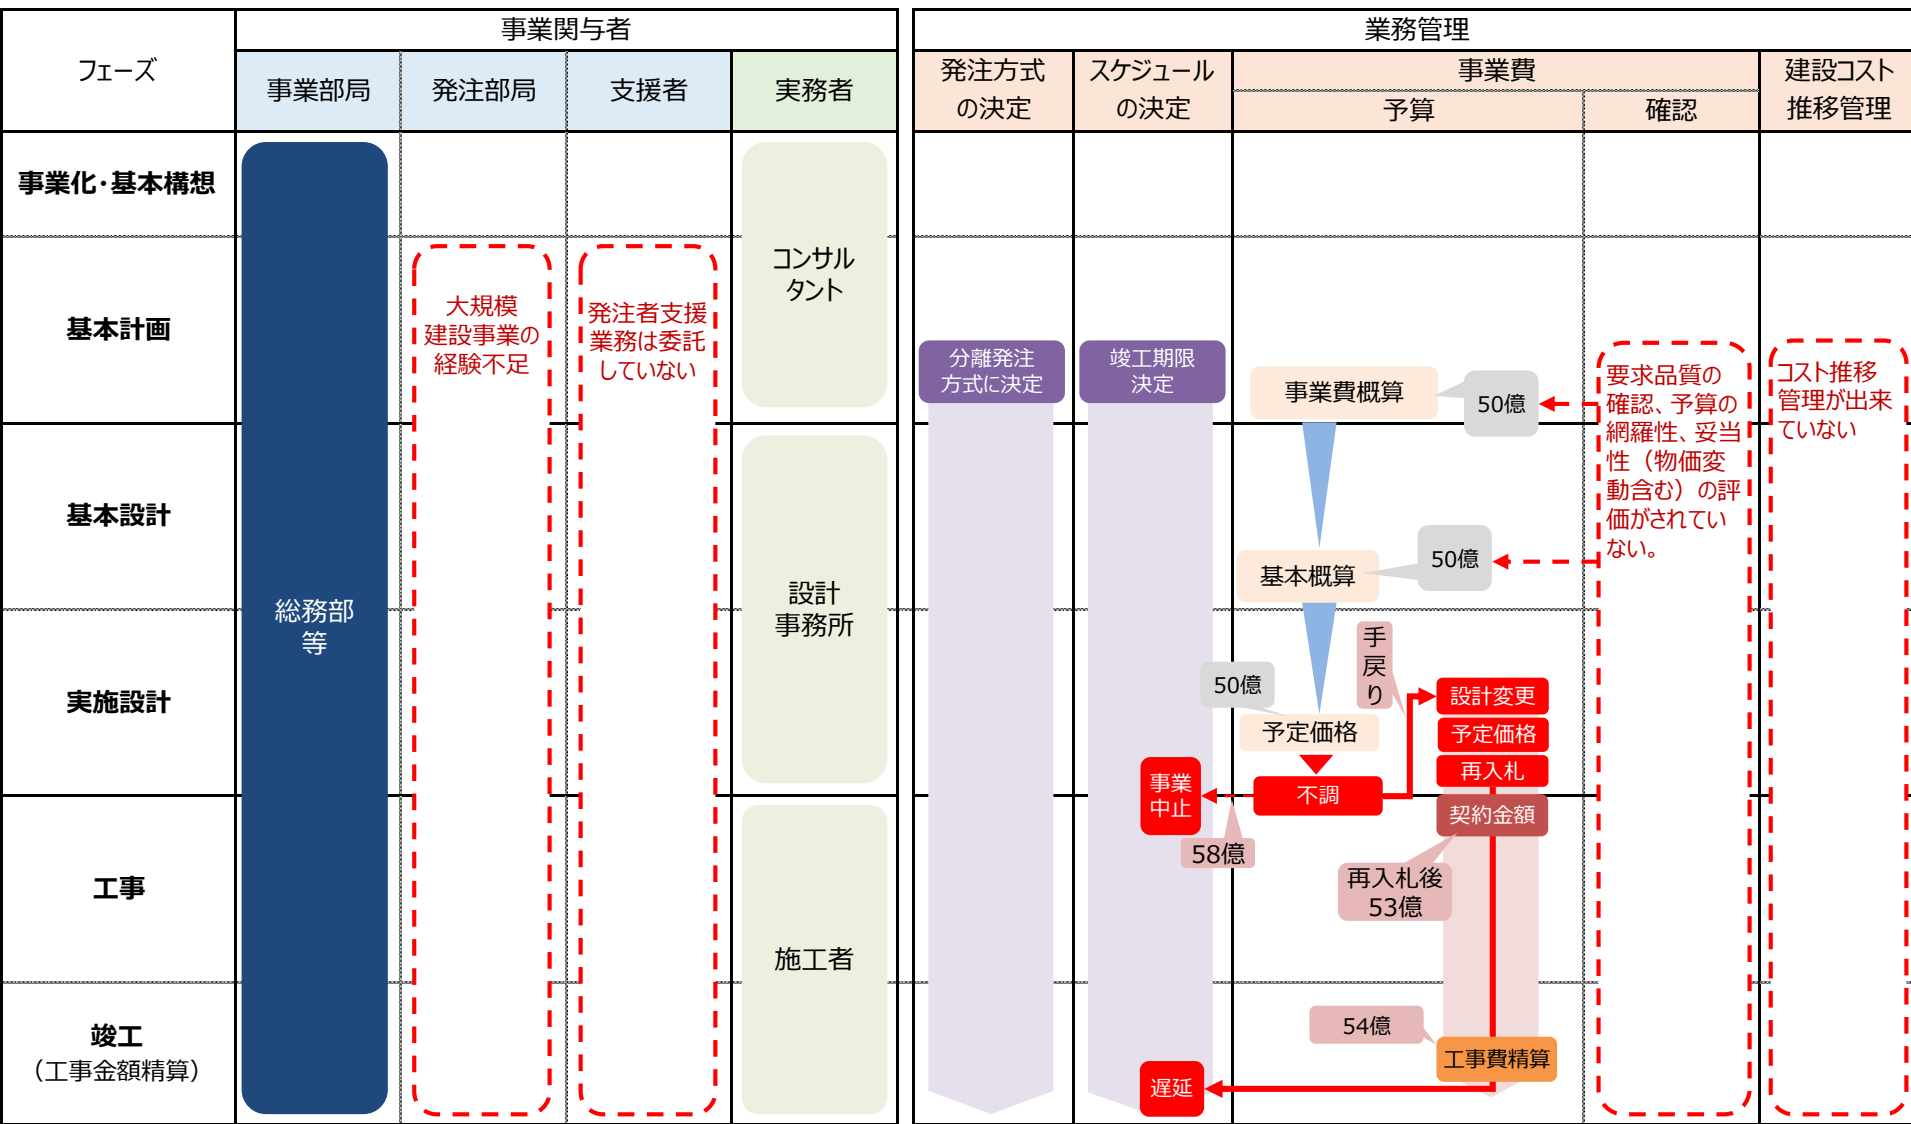 フェーズ
事業関与者
業務管理
事業部局
発注部局
支援者
実務者
発注方式
の決定
スケジュール
の決定
事業費
予算
確認
建設コスト
推移管理
事業化・基本構想
基本計画
基本設計
実施設計
工事
竣工
（工事金額精算）
総務部
等
大規模
建設事業の
経験不足
発注者支援
業務は委託
していない
コンサル
タント
設計
事務所
施工者
分離発注
方式に決定
竣工期限
決定
事業費概算
50億
要求品質の
確認、予算の
網羅性、妥当
性（物価変
動含む）の評
価がされてい
ない。
コスト推移
管理が出来
ていない
基本概算
50億
手
戻
り
50億
予定価格
設計変更
予定価格
再入札
事業
中止
不調
契約金額
58億
再入札後
53億
54億
工事費精算
遅延